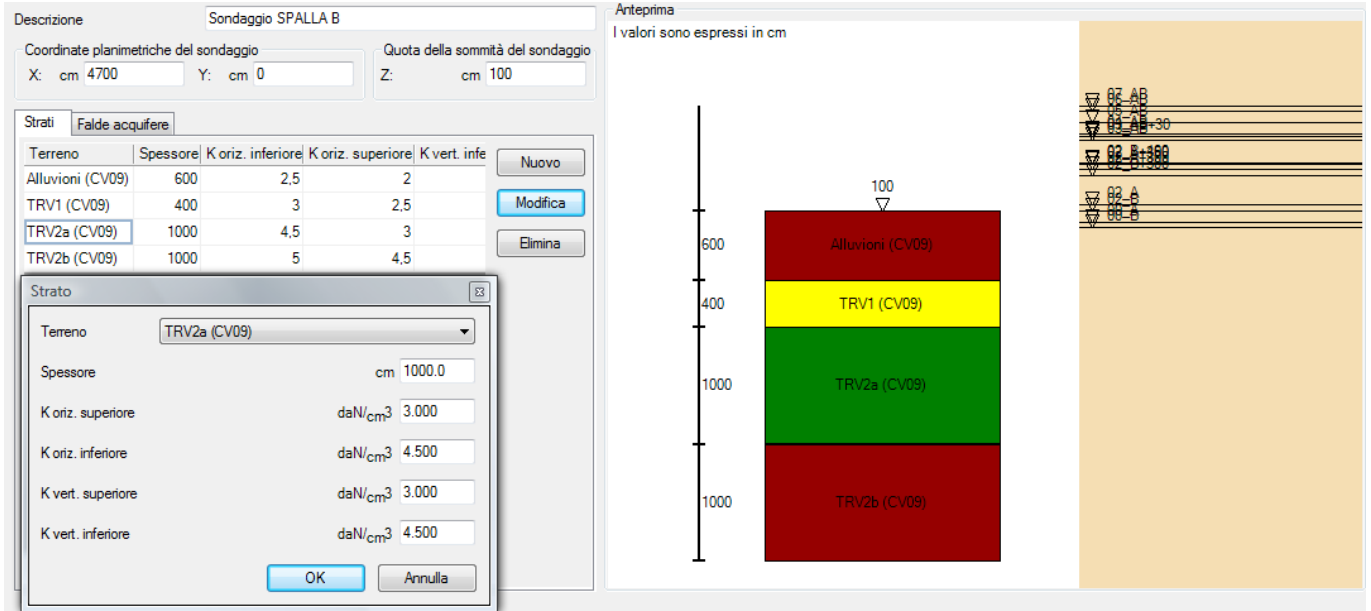 Descrizione Sondaggio SPALLA B
Coordinate planimetriche del sondaggio
X: cm 4700 Y: cm 0
Quota della sommità del sondaggio
Z: cm 100
Strati Falde acquifere
Terreno Spessore K oriz. inferiore K oriz. superiore K vert. infe
Alluvioni (CV09) 600 2,5 2
TRV1 (CV09) 400 3 2,5
TRV2a (CV09) 1000 4,5 3
TRV2b (CV09) 1000 5 4,5
Nuovo
Modifica
Elimina
Strato
Terreno TRV2a (CV09)
Spessore cm 1000.0
K oriz. superiore daN/cm3 3.000
K oriz. inferiore daN/cm3 4.500
K vert. superiore daN/cm3 3.000
K vert. inferiore daN/cm3 4.500
OK Annulla
Anteprima
I valori sono espressi in cm
100
600 Alluvioni (CV09)
400 TRV1 (CV09)
1000 TRV2a (CV09)
1000 TRV2b (CV09)